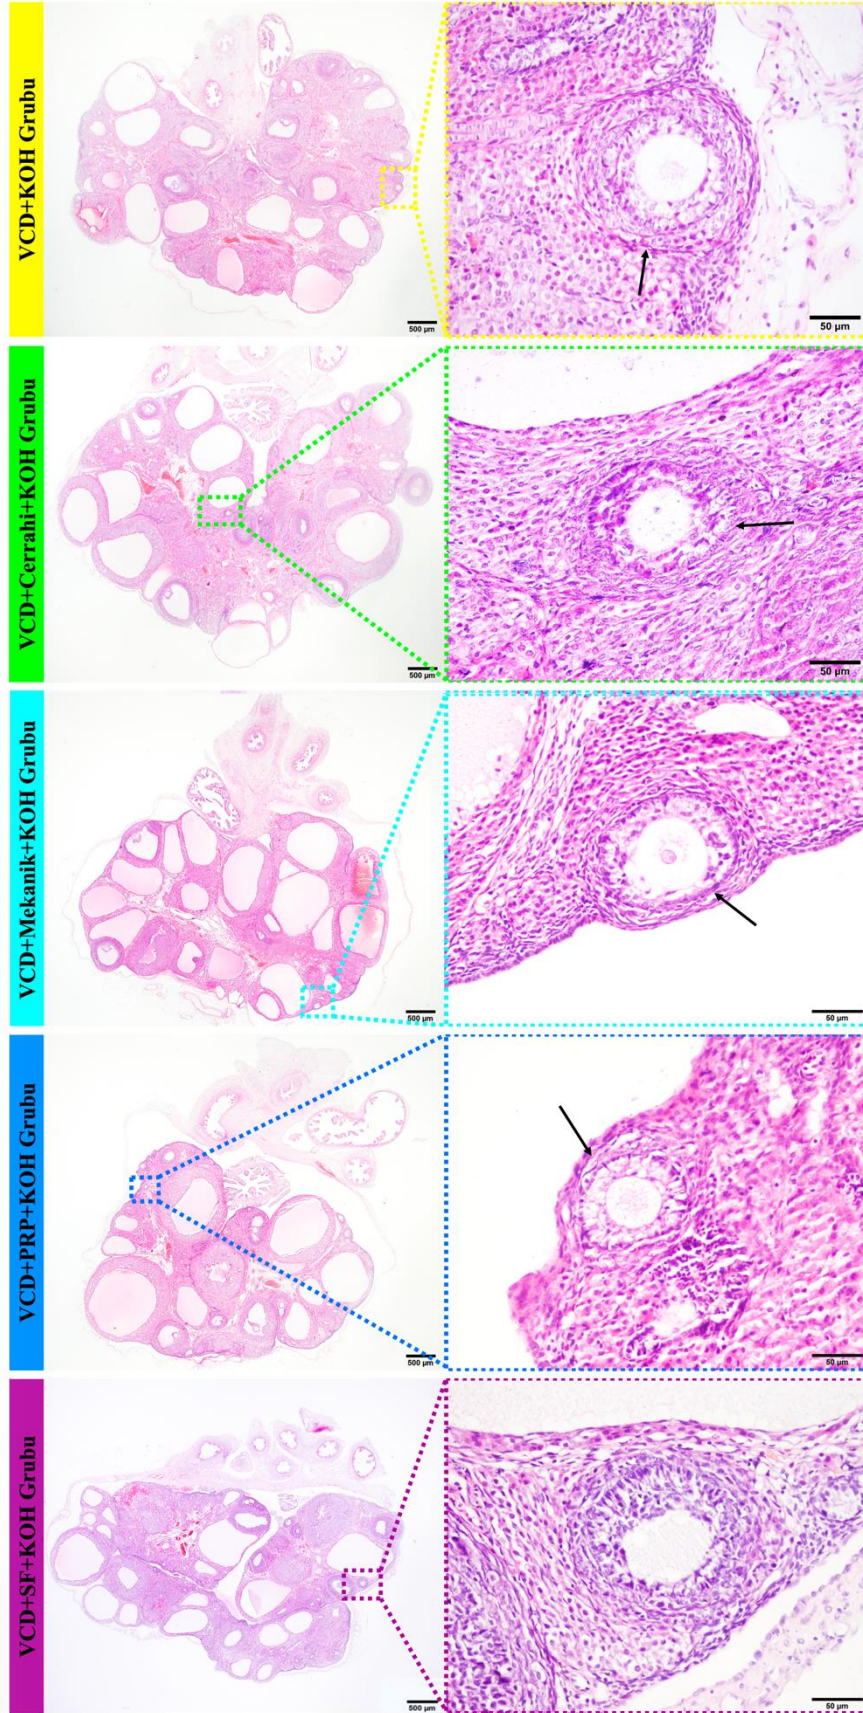 VCD+KOH Grubu
500 µm
50 µm
VCD+Cerrahi+KOH Grubu
500 µm
50 µm
VCD+Mekanik+KOH Grubu
500 µm
50 µm
VCD+PRP+KOH Grubu
500 µm
50 µm
VCD+SF+KOH Grubu
500 µm
50 µm